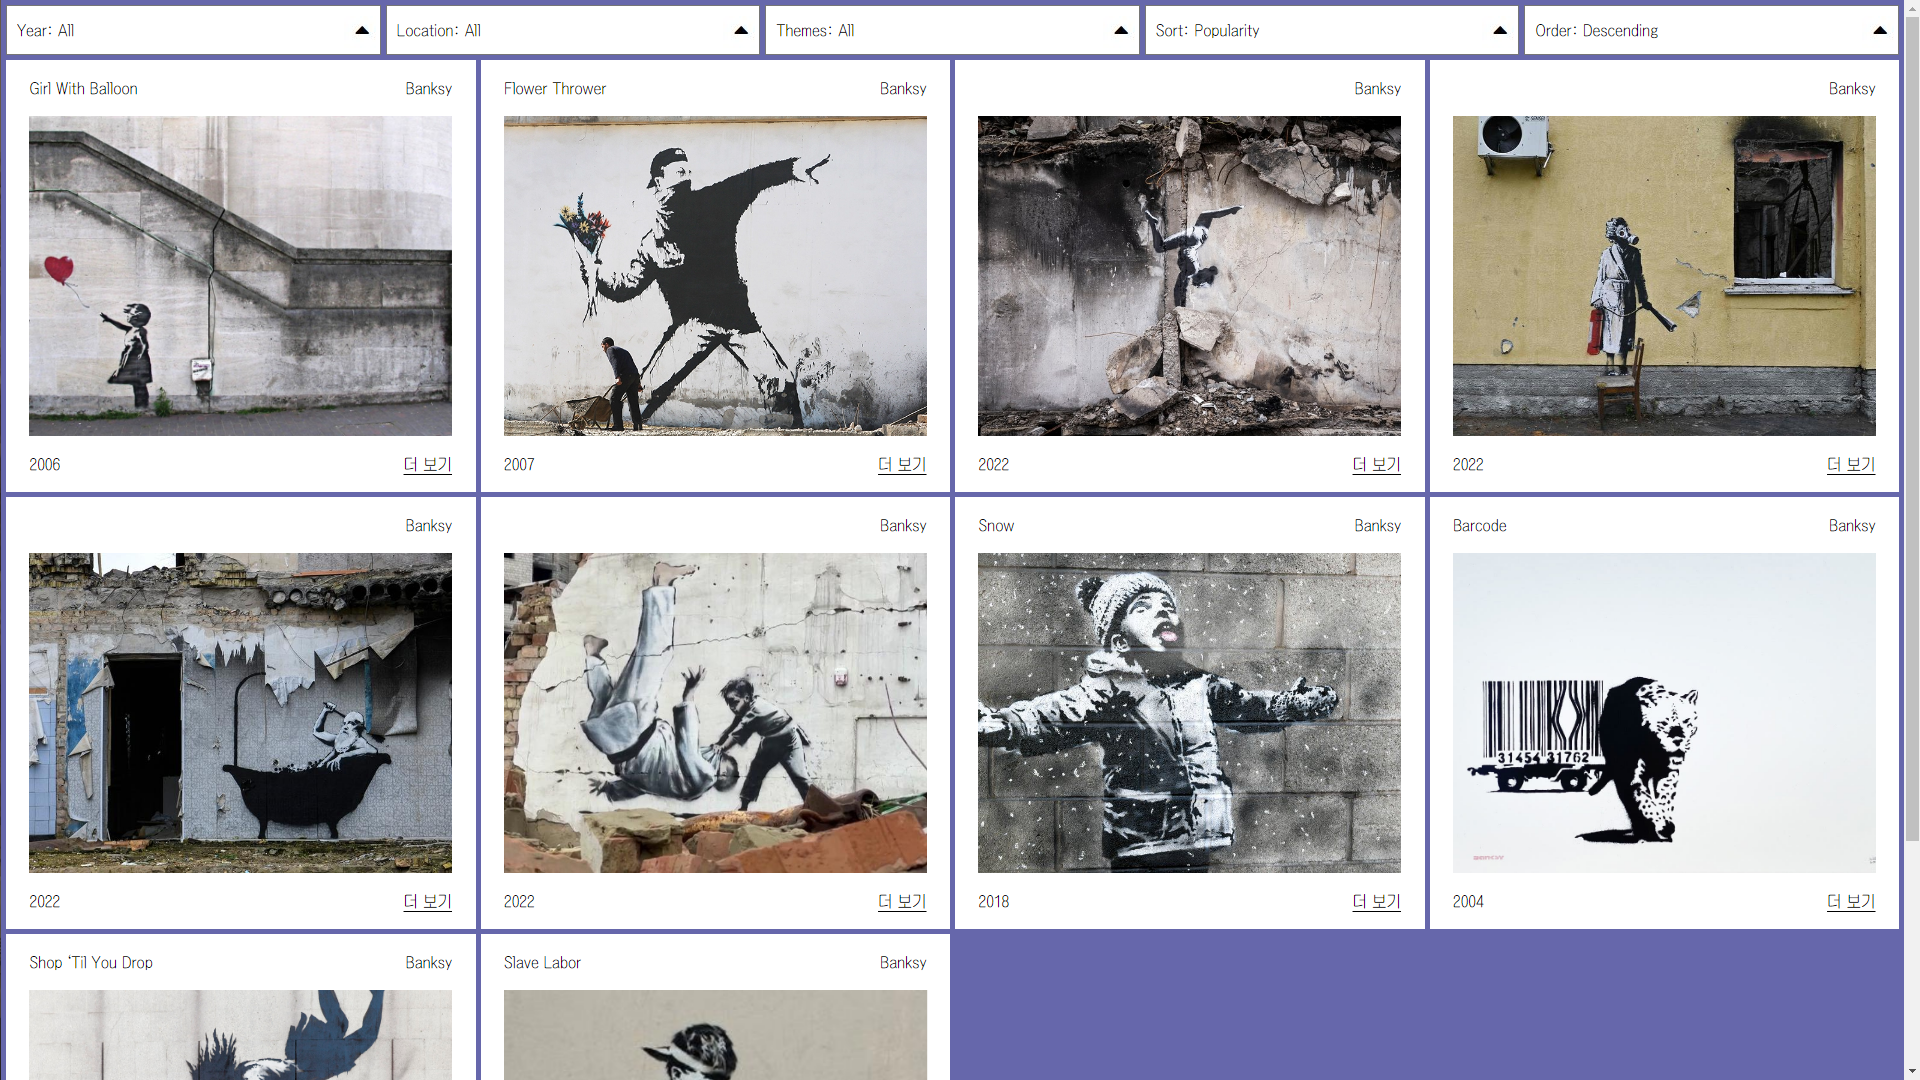 Year: All
Location: All
Themes: All
Sort: Popularity
Order: Descending
Girl With Balloon
Banksy
2006
더 보기
Flower Thrower
Banksy
2007
더 보기
Banksy
2022
더 보기
Banksy
2022
더 보기
Banksy
2022
더 보기
Banksy
2022
더 보기
Snow
Banksy
2018
더 보기
Barcode
Banksy
31454 31762
2004
더 보기
Shop ‘Til You Drop
Banksy
Slave Labor
Banksy